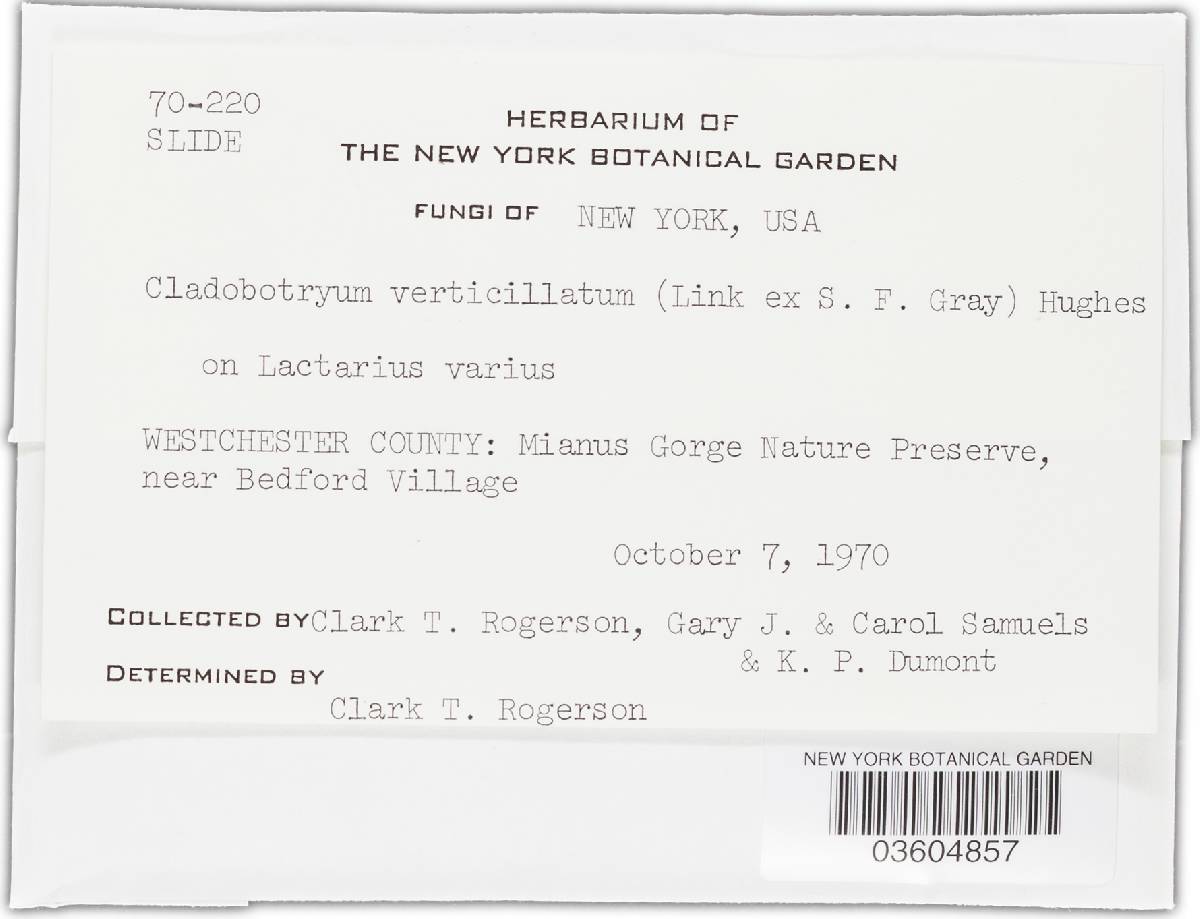 70-220
SLIDE
HERBARIUM OF
THE NEW YORK BOTANICAL GARDEN
FUNGI OF NEW YORK, USA
Cladobotryum verticillatum (Link ex S. F. Gray) Hughes
on Lactarius varius
WESTCHESTER COUNTY: Mianus Gorge Nature Preserve,
near Bedford Village
October 7, 1970
COLLECTED BY Clark T. Rogerson, Gary J. & Carol Samuels
& K. P. Dumont
DETERMINED BY
Clark T. Rogerson
NEW YORK BOTANICAL GARDEN
03604857